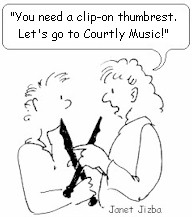 "You need a clip-on thumbrest.
Let's go to Courtly Music!"
Janet Jizba